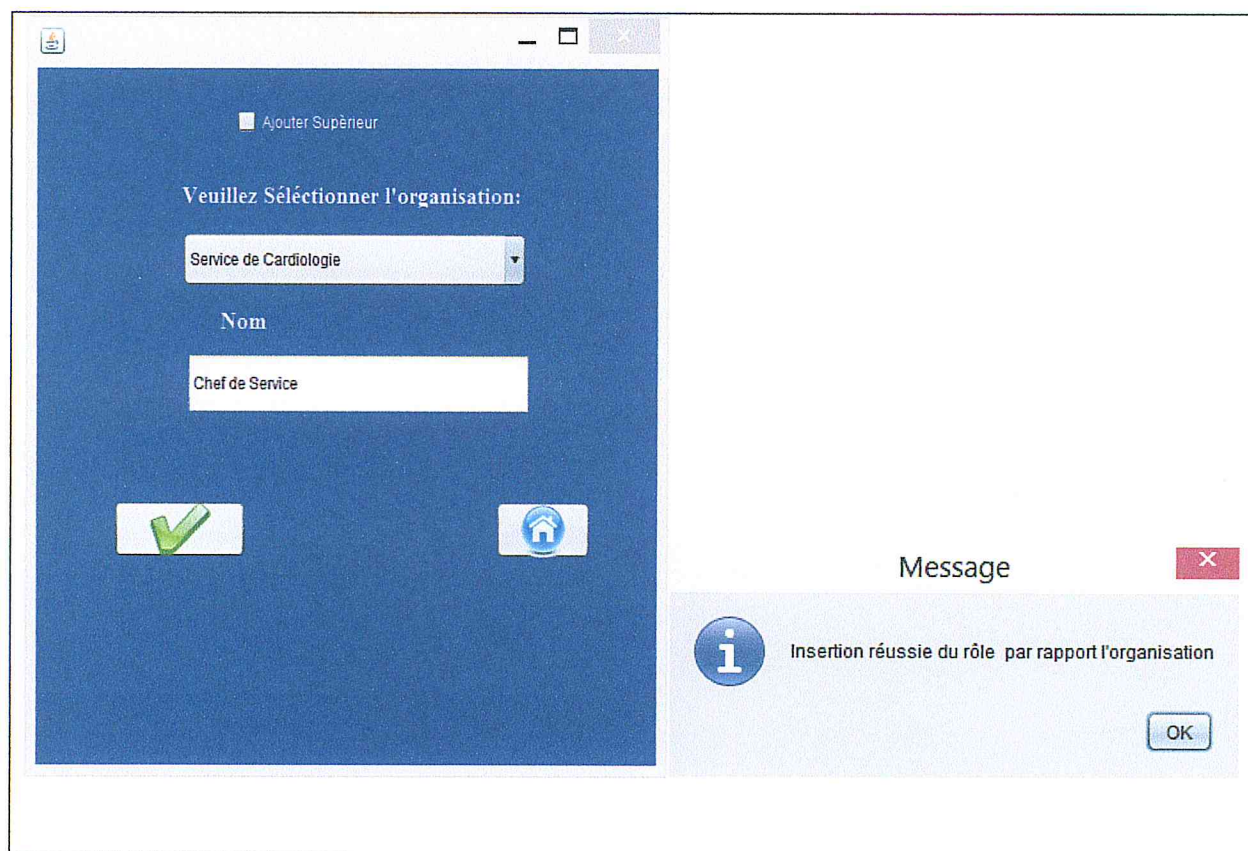 Ajouter Supèrieur
Veuillez Séléctionner l'organisation:
Service de Cardiologie
Nom
Chef de Service
Message
Insertion réussie du rôle par rapport l'organisation
OK